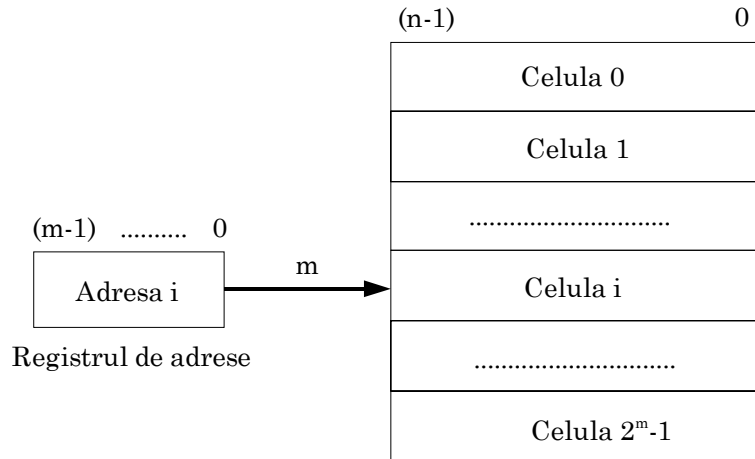 (n-1) 0
Celula 0
Celula 1
.............................
(m-1) .......... 0
m
Adresa i
Celula i
Registrul de adrese
.............................
Celula 2ᵐ-1